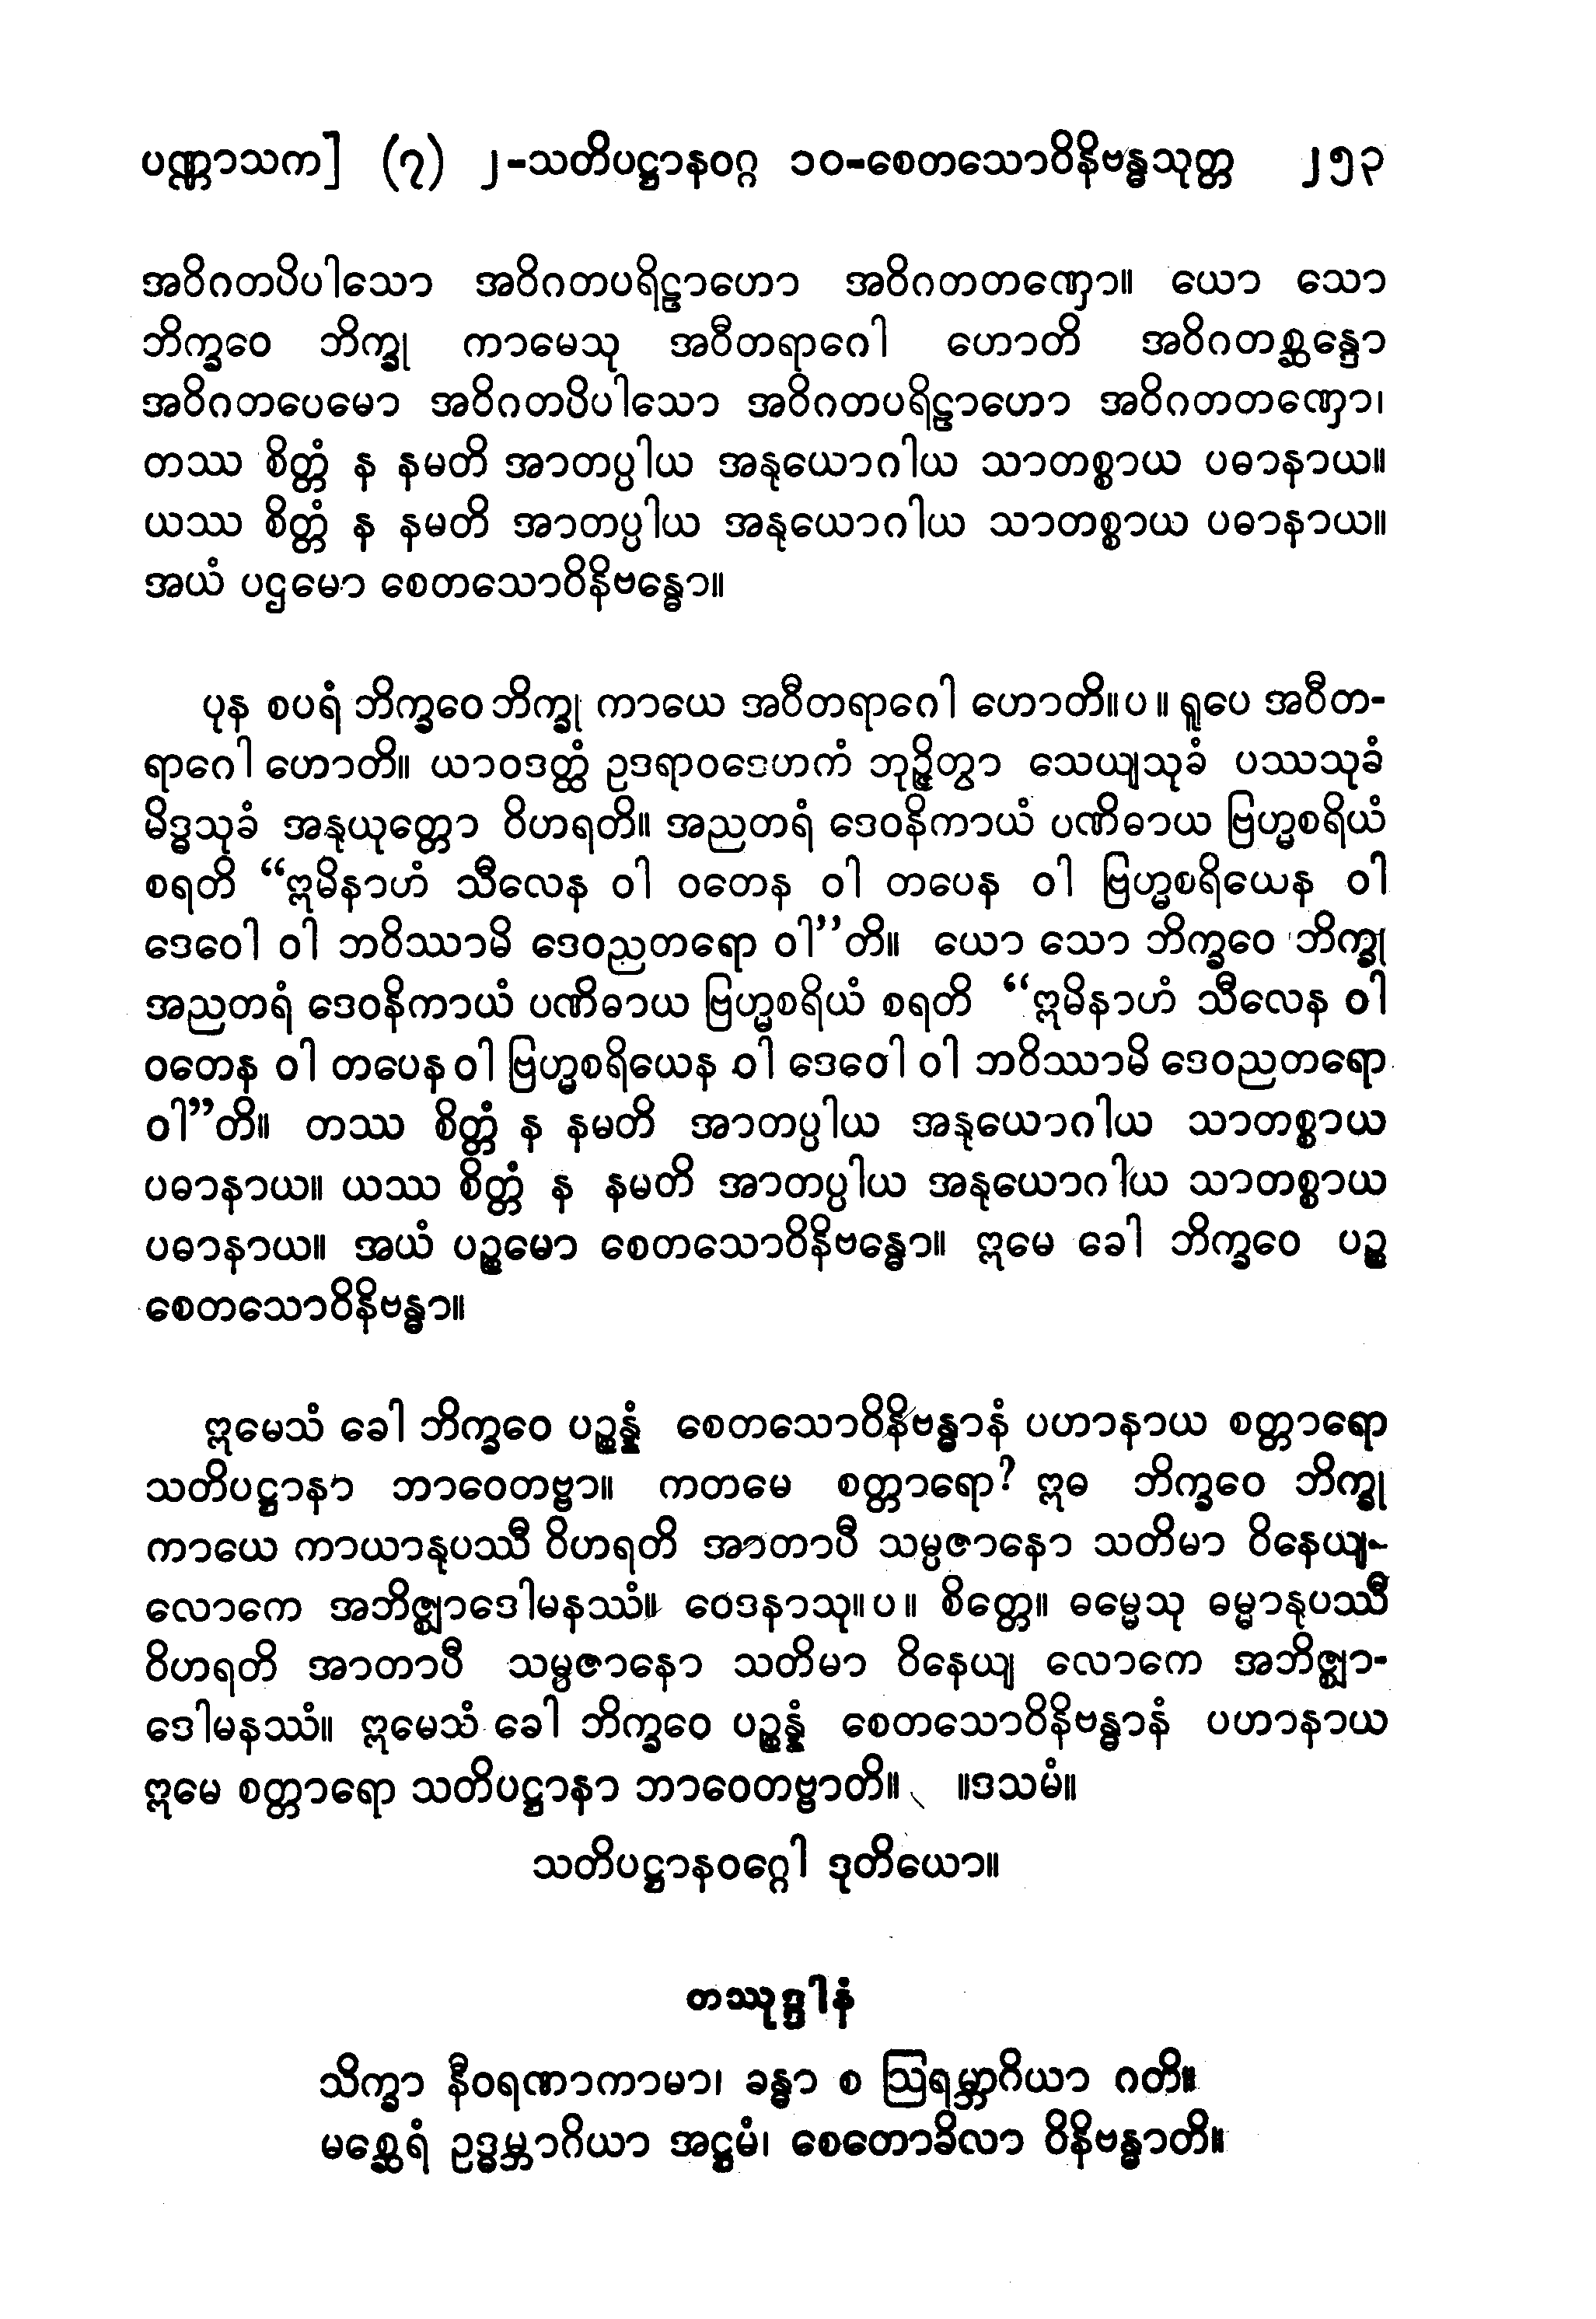 ပဏ္ဏာသက] (၇) ၂-သတိပဋ္ဌာနဝဂ္ဂ ၁၀-စေတသောဝိနိဗန္ဓသုတ္တ ၂၅၃
အဝိဂတပိပါသော အဝိဂတပရိဠာဟော အဝိဂတတဏှော။ ယော သော
ဘိက္ခဝေ ဘိက္ခု ကာမေသု အဝီတရာဂေါ ဟောတိ အဝိဂတစ္ဆန္ဒော
အဝိဂတပေမော အဝိဂတပိပါသော အဝိဂတပရိဠာဟော အဝိဂတတဏှော၊
တဿ စိတ္တံ န နမတိ အာတပ္ပါယ အနုယောဂါယ သာတစ္စာယ ပဓာနာယ။
ယဿ စိတ္တံ န နမတိ အာတပ္ပါယ အနုယောဂါယ သာတစ္စာယ ပဓာနာယ။
အယံ ပဌမော စေတသောဝိနိဗန္ဓော။
ပုန စပရံ ဘိက္ခဝေ ဘိက္ခု ကာယေ အဝီတရာဂေါ ဟောတိ။ပ။ ရူပေ အဝီတ-
ရာဂေါ ဟောတိ။ ယာဝဒတ္ထံ ဥဒရာဝဒေဟကံ ဘုဉ္ဇိတွာ သေယျသုခံ ပဿသုခံ
မိဒ္ဓသုခံ အနုယုတ္တော ဝိဟရတိ။ အညတရံ ဒေဝနိကာယံ ပဏိဓာယ ဗြဟ္မစရိယံ
စရတိ “ဣမိနာဟံ သီလေန ဝါ ဝတေန ဝါ တပေန ဝါ ဗြဟ္မစရိယေန ဝါ
ဒေဝေါ ဝါ ဘဝိဿာမိ ဒေဝညတရော ဝါ”တိ။ ယော သော ဘိက္ခဝေ ဘိက္ခု
အညတရံ ဒေဝနိကာယံ ပဏိဓာယ ဗြဟ္မစရိယံ စရတိ “ဣမိနာဟံ သီလေန ဝါ
ဝတေန ဝါ တပေန ဝါ ဗြဟ္မစရိယေန ဝါ ဒေဝေါ ဝါ ဘဝိဿာမိ ဒေဝညတရော
ဝါ”တိ။ တဿ စိတ္တံ န နမတိ အာတပ္ပါယ အနုယောဂါယ သာတစ္စာယ
ပဓာနာယ။ ယဿ စိတ္တံ န နမတိ အာတပ္ပါယ အနုယောဂါယ သာတစ္စာယ
ပဓာနာယ။ အယံ ပဉ္စမော စေတသောဝိနိဗန္ဓော။ ဣမေ ခေါ ဘိက္ခဝေ ပဉ္စ
စေတသောဝိနိဗန္ဓာ။
ဣမေသံ ခေါ ဘိက္ခဝေ ပဉ္စန္နံ စေတသောဝိနိဗန္ဓာနံ ပဟာနာယ စတ္တာရော
သတိပဋ္ဌာနာ ဘာဝေတဗ္ဗာ။ ကတမေ စတ္တာရော? ဣဓ ဘိက္ခဝေ ဘိက္ခု
ကာယေ ကာယာနုပဿီ ဝိဟရတိ အာတာပီ သမ္ပဇာနော သတိမာ ဝိနေယျ-
လောကေ အဘိဇ္ဈာဒေါမနဿံ။ ဝေဒနာသု။ပ။ စိတ္တေ။ ဓမ္မေသု ဓမ္မာနုပဿီ
ဝိဟရတိ အာတာပီ သမ္ပဇာနော သတိမာ ဝိနေယျ လောကေ အဘိဇ္ဈာ-
ဒေါမနဿံ။ ဣမေသံ ခေါ ဘိက္ခဝေ ပဉ္စန္နံ စေတသောဝိနိဗန္ဓာနံ ပဟာနာယ
ဣမေ စတ္တာရော သတိပဋ္ဌာနာ ဘာဝေတဗ္ဗာတိ။ ။ဒသမံ။
သတိပဋ္ဌာနဝဂ္ဂေါ ဒုတိယော။
တဿုဒ္ဒါနံ
သိက္ခာ နီဝရဏာကာမာ၊ ခန္ဓာ စ ဩရမ္ဘာဂိယာ ဂတိ။
မစ္ဆေရံ ဥဒ္ဓမ္ဘာဂိယာ အဋ္ဌမံ၊ စေတောခိလာ ဝိနိဗန္ဓာတိ။